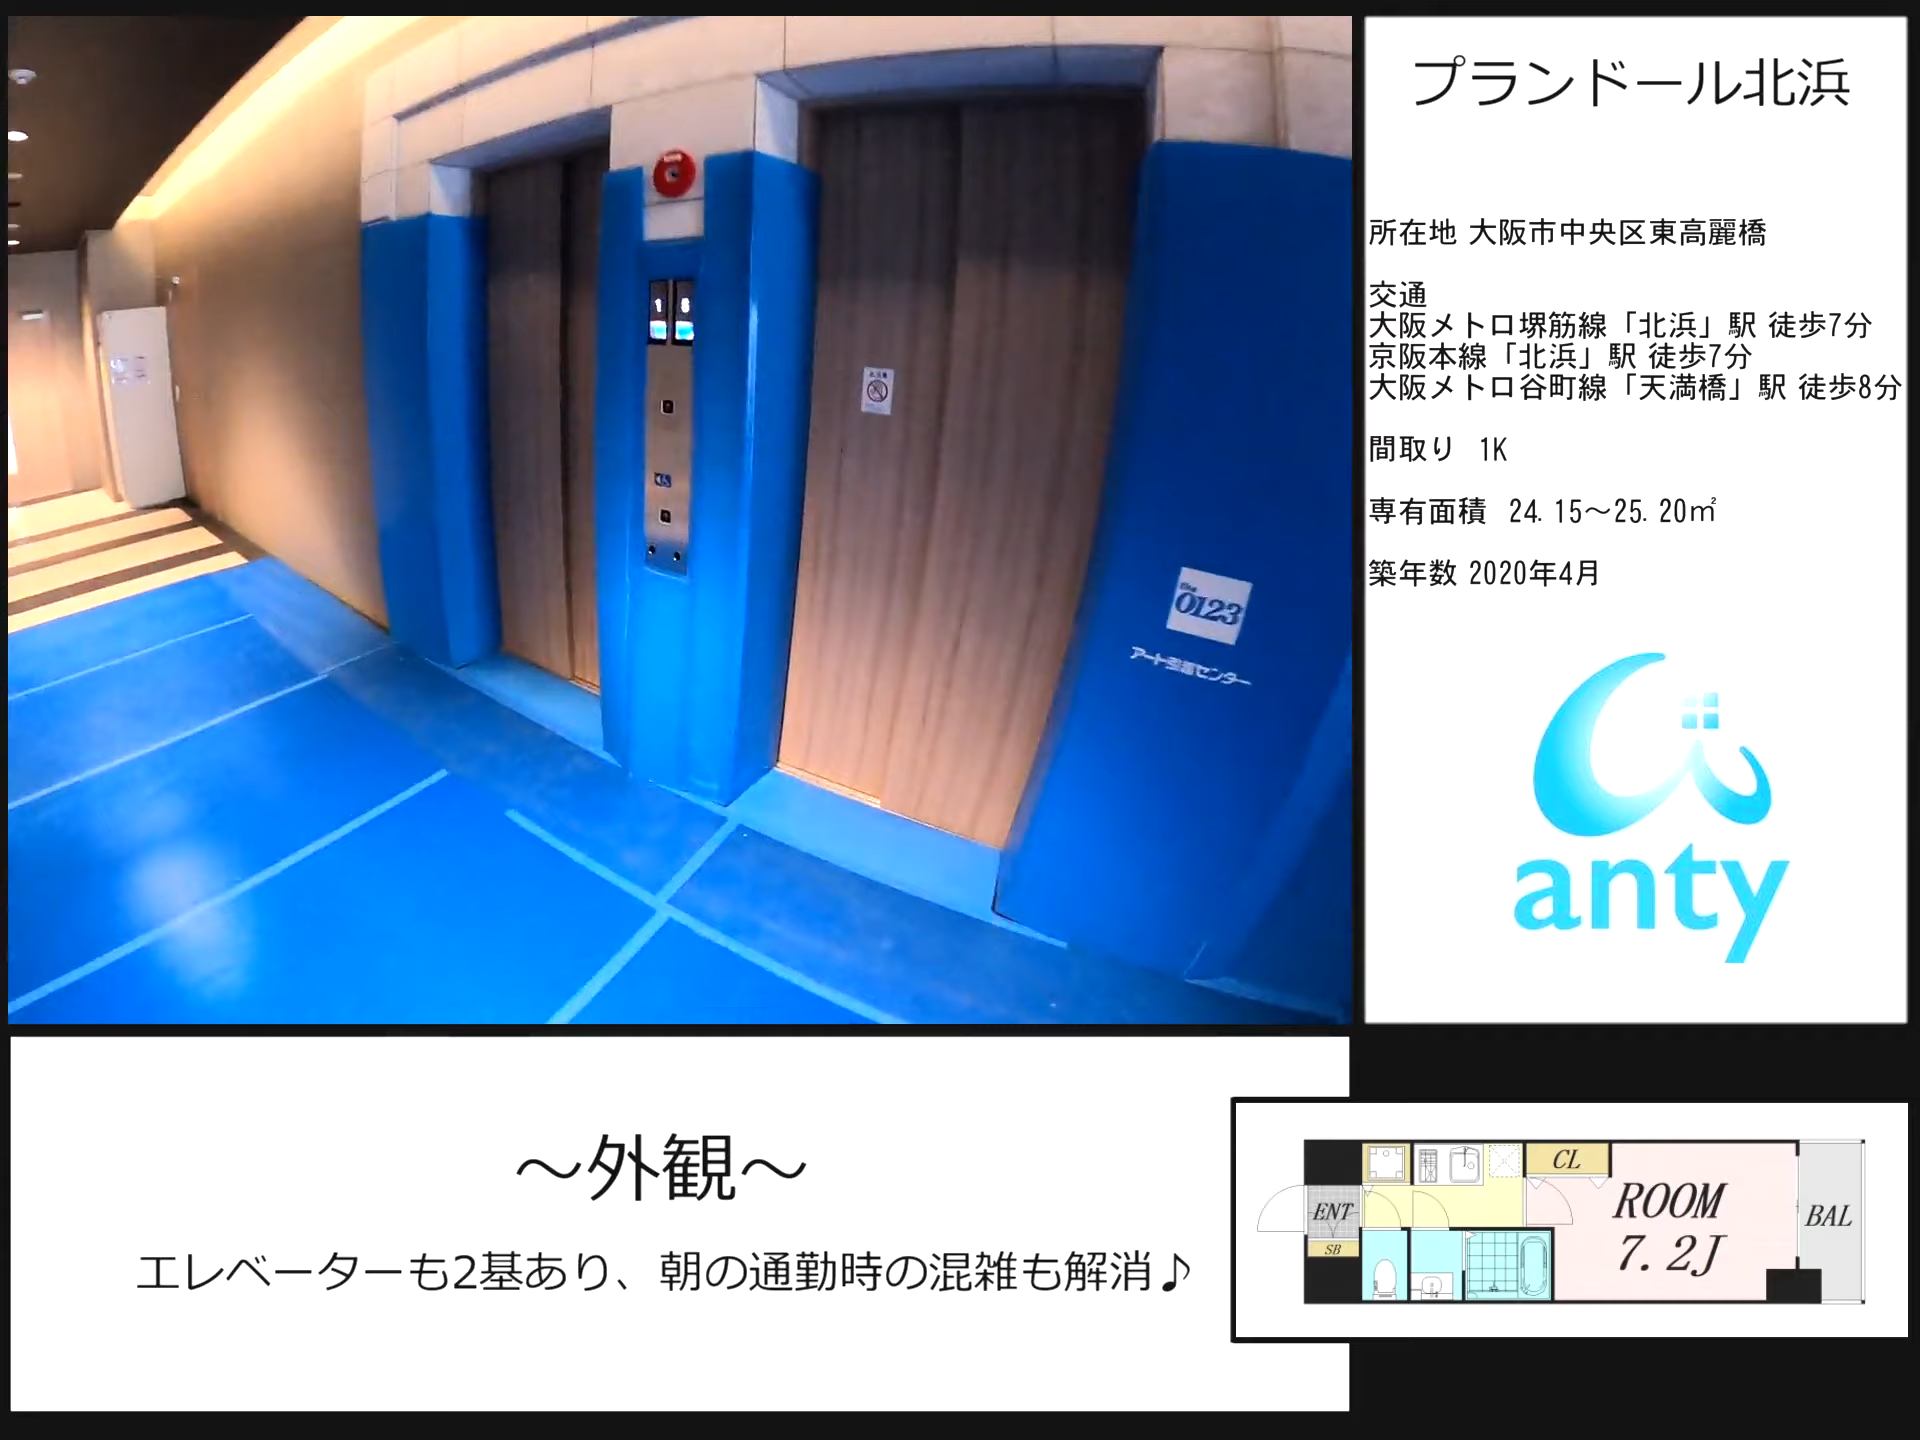 プランドール北浜
所在地 大阪市中央区東高麗橋
交通
大阪メトロ堺筋線「北浜」駅 徒歩7分
京阪本線「北浜」駅 徒歩7分
大阪メトロ谷町線「天満橋」駅 徒歩8分
間取り 1K
専有面積 24.15～25.20㎡
築年数 2020年4月
anty
1 8
0123
アート引越センター
～外観～
エレベーターも2基あり、朝の通勤時の混雑も解消♪
CL
ROOM
7.2J
ENT
SB
BAL